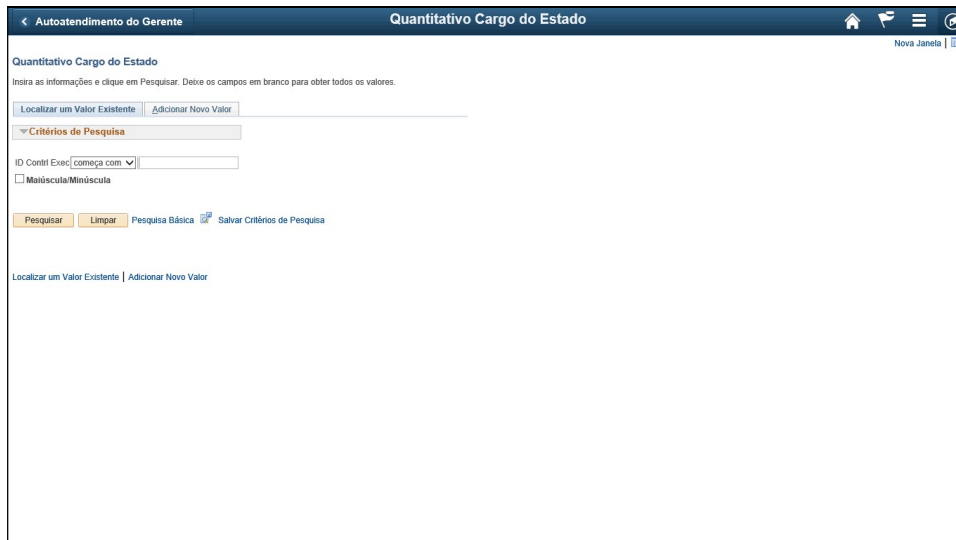 Autoatendimento do Gerente
Quantitativo Cargo do Estado
Nova Janela |
Quantitativo Cargo do Estado
Insira as informações e clique em Pesquisar. Deixe os campos em branco para obter todos os valores.
Localizar um Valor Existente Adicionar Novo Valor
Critérios de Pesquisa
ID Contrl Exec começa com
Maiúscula/Minúscula
Pesquisar Limpar Pesquisa Básica Salvar Critérios de Pesquisa
Localizar um Valor Existente | Adicionar Novo Valor